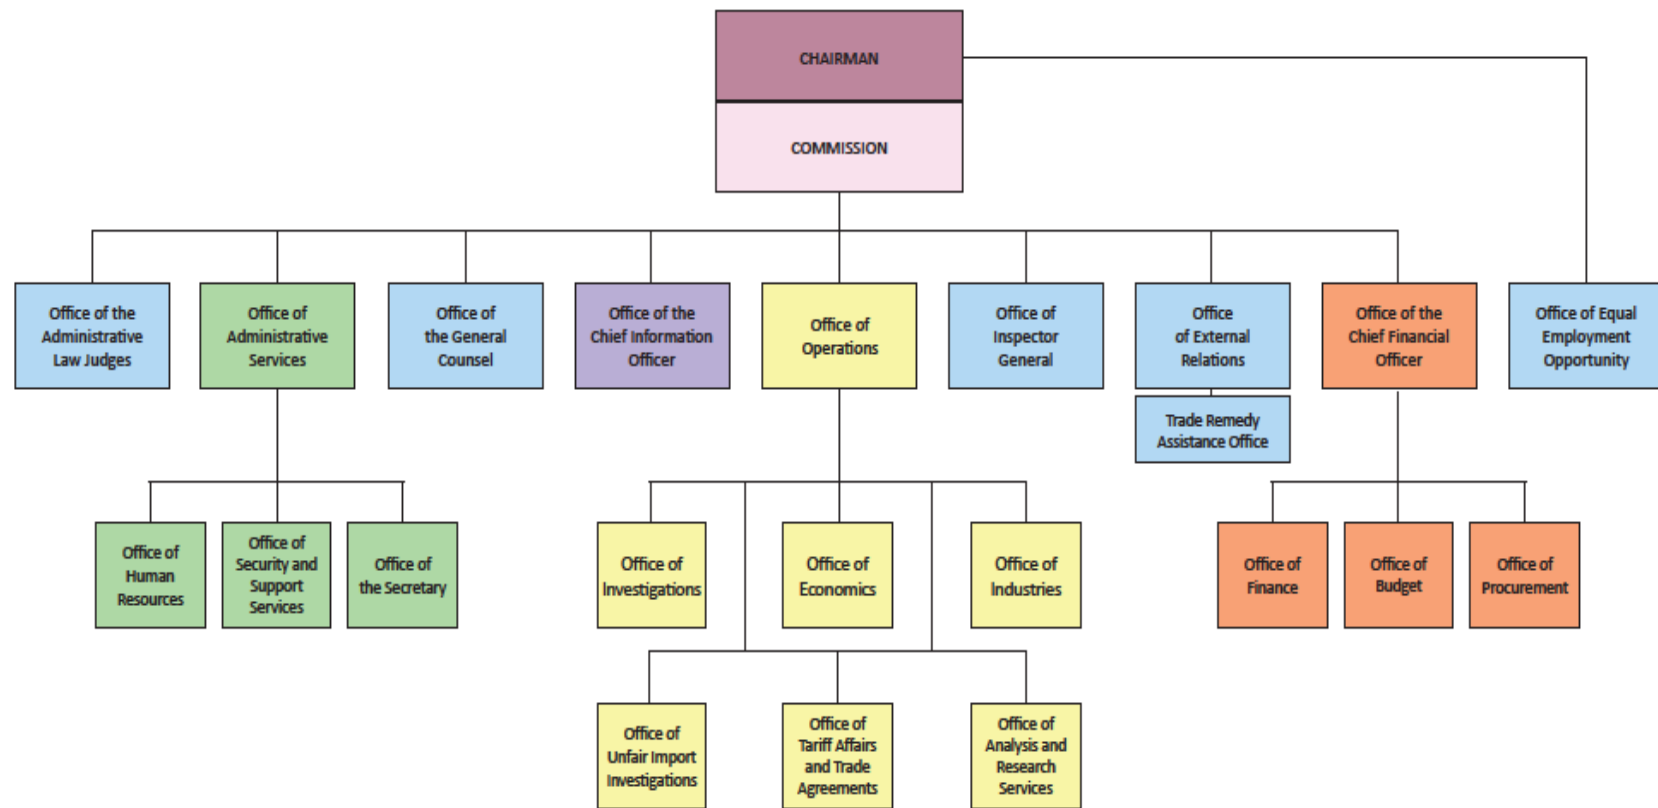 CHAIRMAN
COMMISSION
Office of the
Administrative
Law Judges
Office of
Administrative
Services
Office of
the General
Counsel
Office of the
Chief Information
Officer
Office of
Operations
Office of
Inspector
General
Office
of External
Relations
Office of the
Chief Financial
Officer
Office of Equal
Employment
Opportunity
Trade Remedy
Assistance Office
Office of
Human
Resources
Office of
Security and
Support
Services
Office of
the Secretary
Office of
Investigations
Office of
Economics
Office of
Industries
Office of
Finance
Office of
Budget
Office of
Procurement
Office of
Unfair Import
Investigations
Office of
Tariff Affairs
and Trade
Agreements
Office of
Analysis and
Research
Services